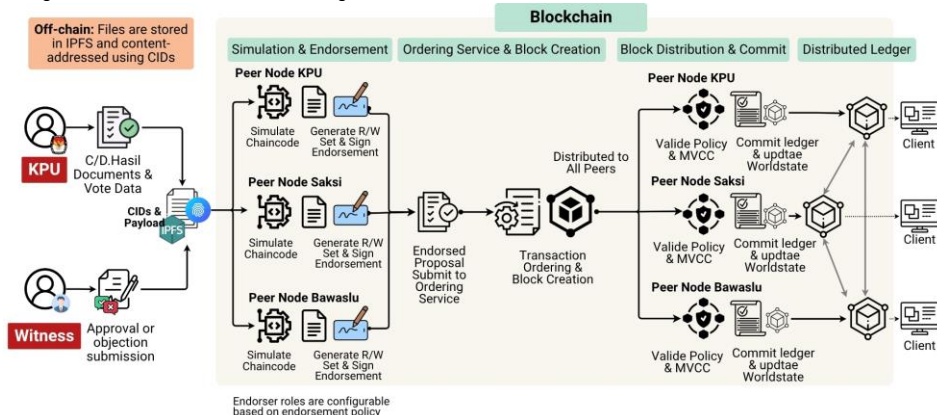 Blockchain
Off-chain: Files are stored
in IPFS and content-
addressed using CIDs
Simulation & Endorsement
Ordering Service & Block Creation
Block Distribution & Commit
Distributed Ledger
Peer Node KPU
Simulate
Chaincode
Generate R/W
Set & Sign
Endorsement
Peer Node Saksi
Simulate
Chaincode
Generate R/W
Set & Sign
Endorsement
Peer Node Bawaslu
Simulate
Chaincode
Generate R/W
Set & Sign
Endorsement
KPU
C/D.Hasil
Documents &
Vote Data
CIDs &
Payload
IPFS
Witness
Approval or
objection
submission
Endorsed
Proposal
Submit to
Ordering
Service
Distributed to
All Peers
Transaction
Ordering &
Block Creation
Peer Node KPU
Valide Policy
& MVCC
Commit ledger
& updtae
Worldstate
Client
Peer Node Saksi
Valide Policy
& MVCC
Commit ledger
& updtae
Worldstate
Client
Peer Node Bawaslu
Valide Policy
& MVCC
Commit ledger
& updtae
Worldstate
Client
Endorser roles are configurable
based on endorsement policy